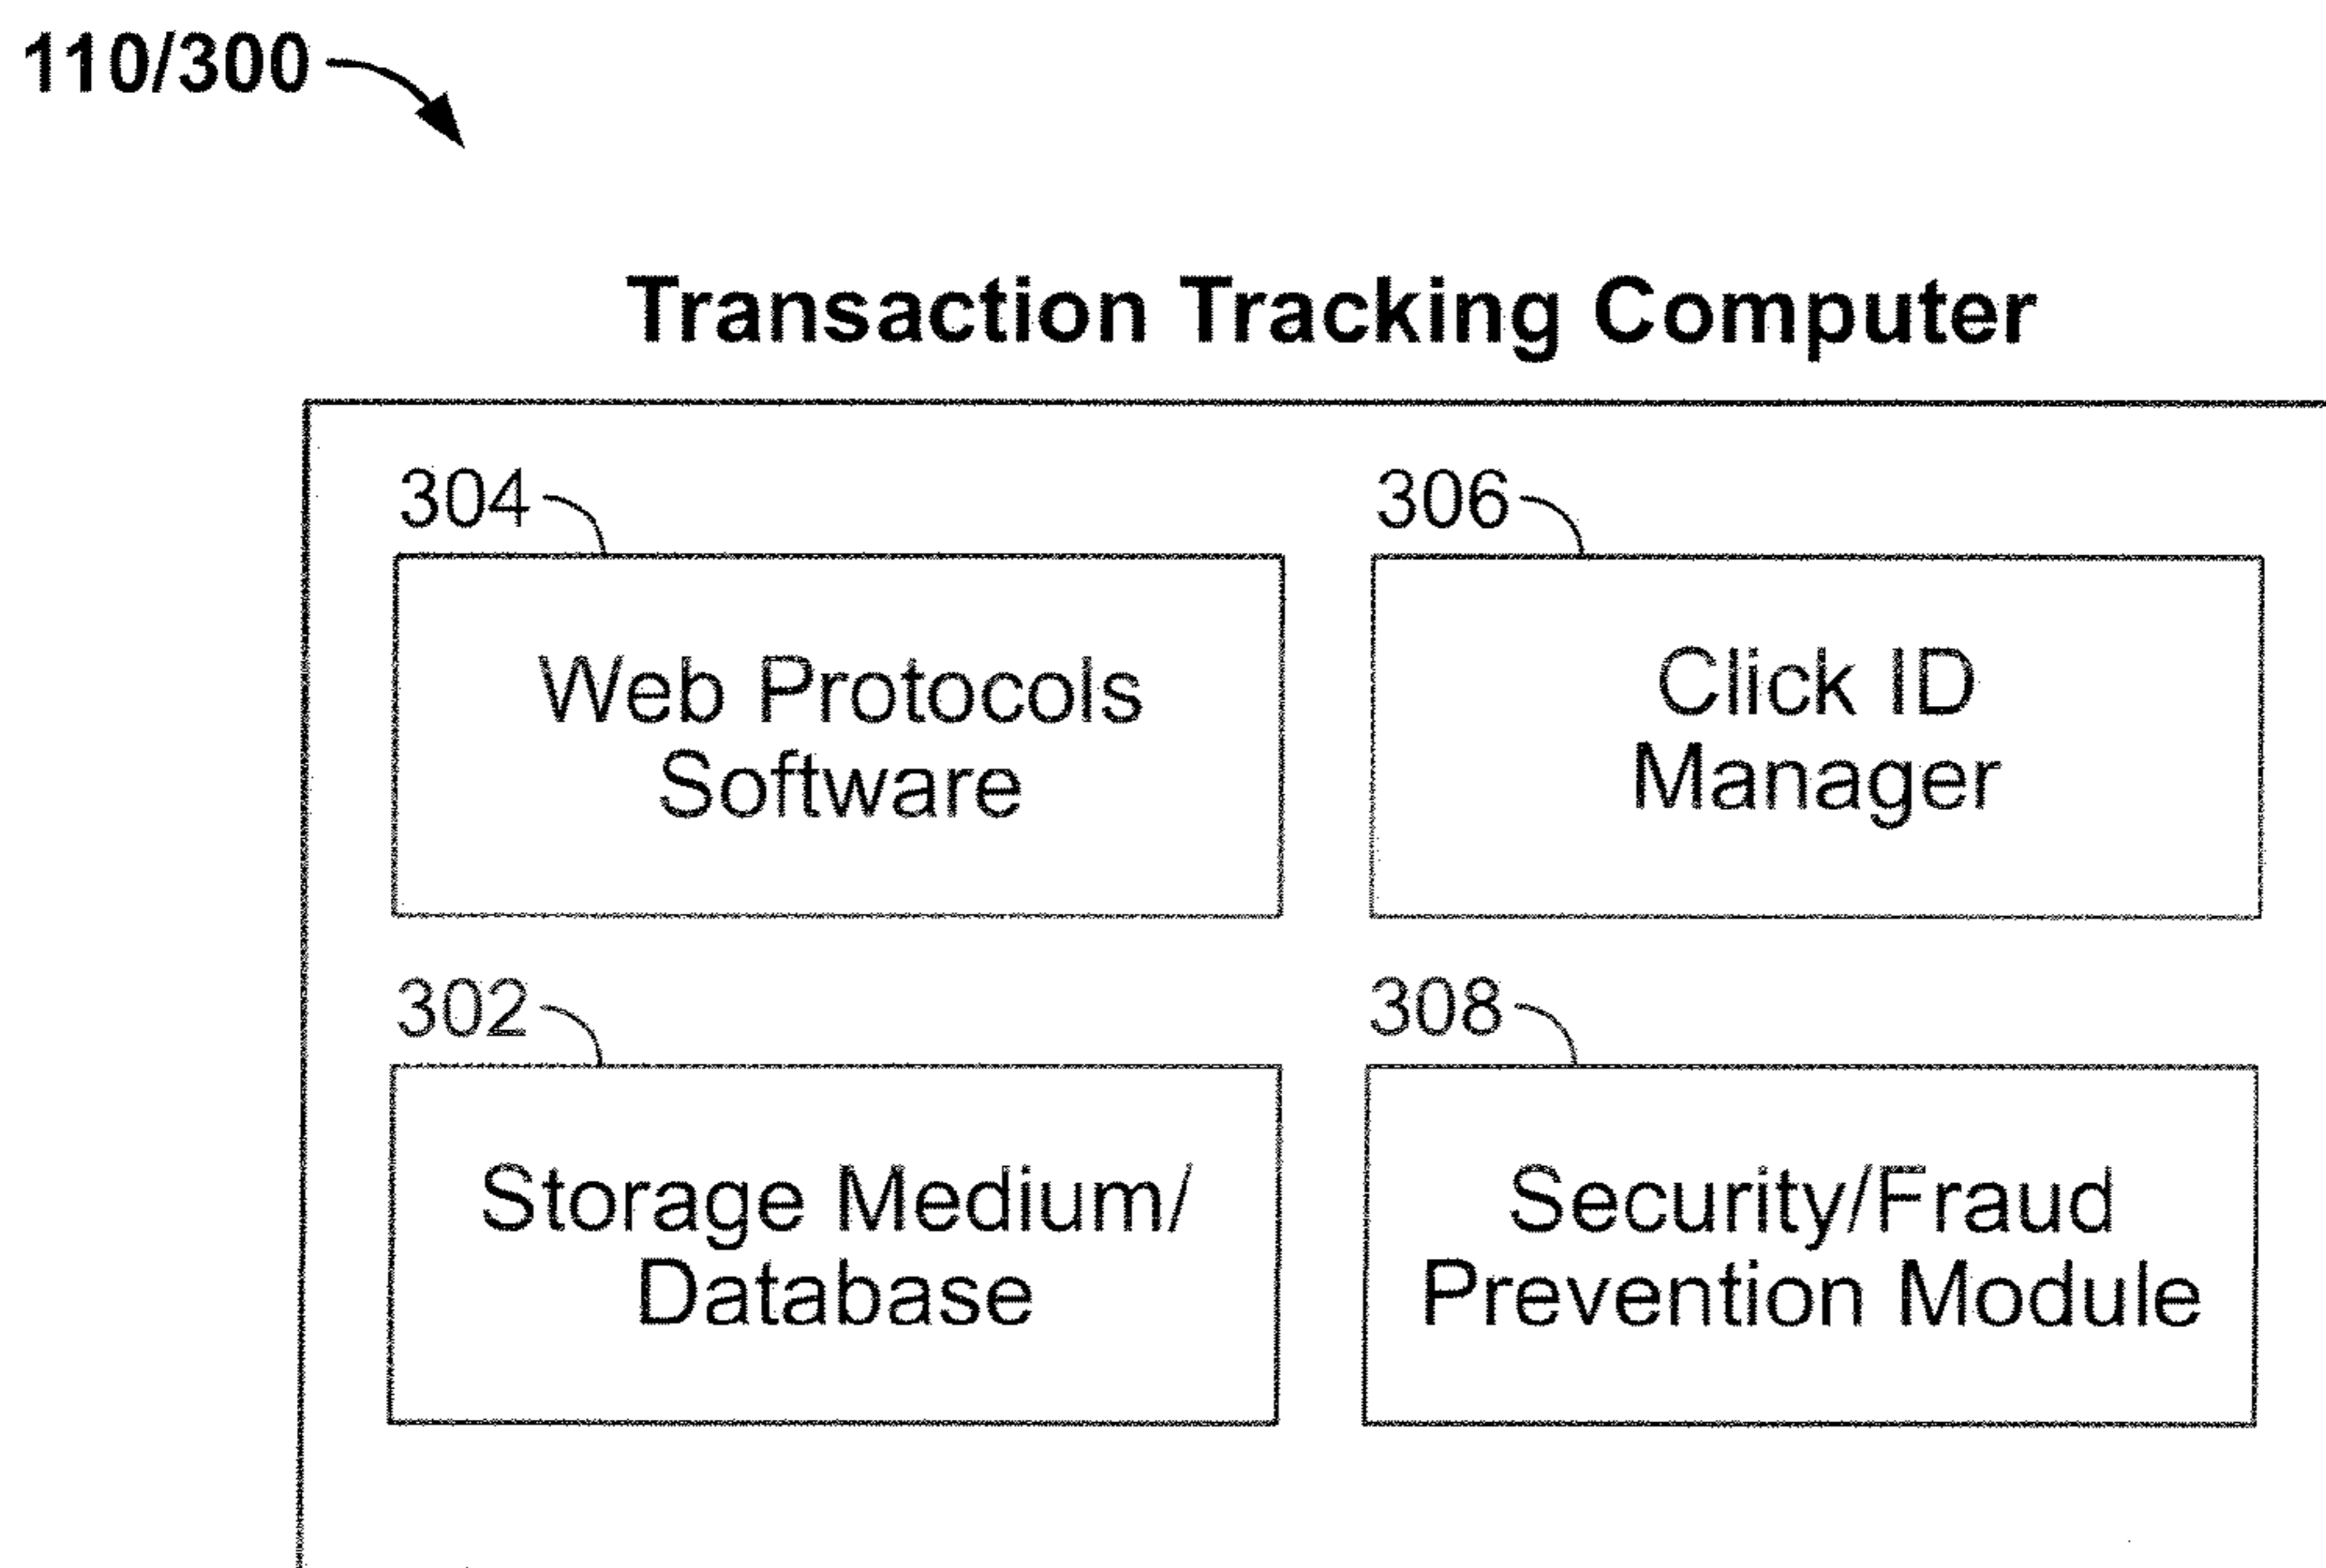 110/300
Transaction Tracking Computer
304
Web Protocols
Software
306
Click ID
Manager
302
Storage Medium/
Database
308
Security/Fraud
Prevention Module